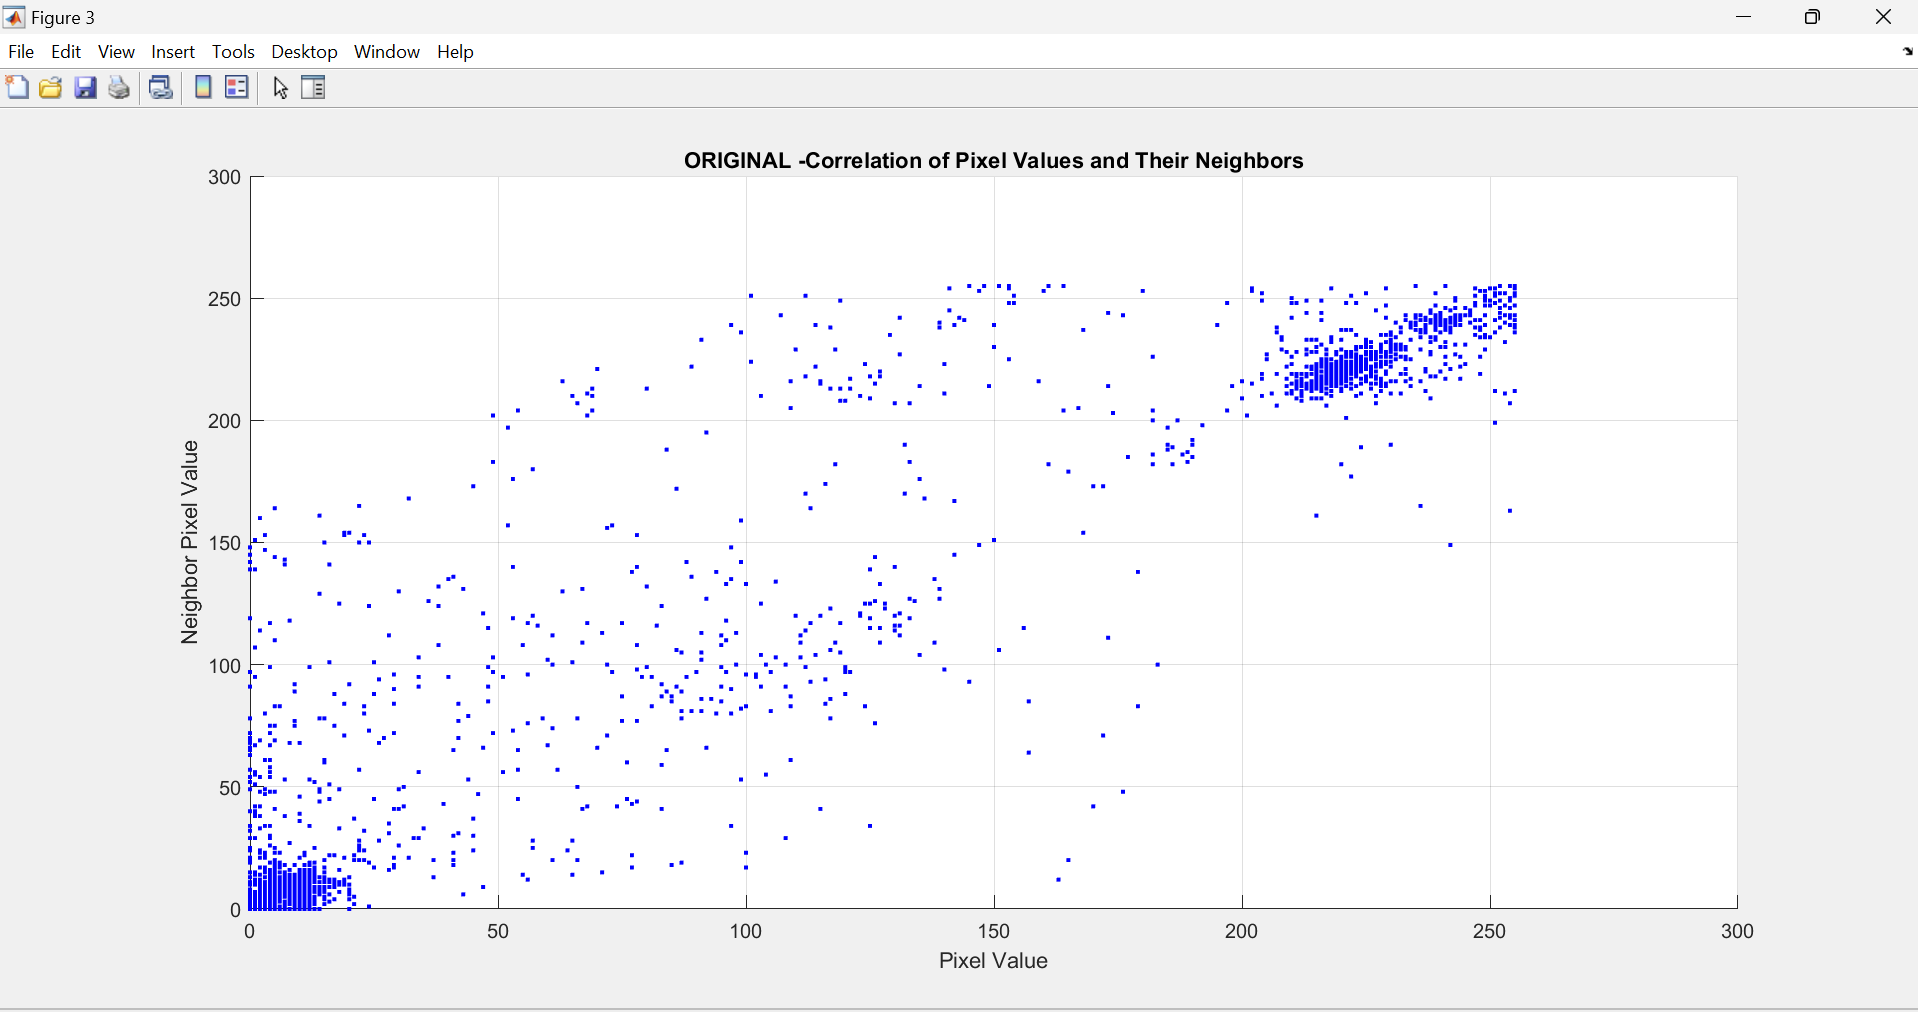 Figure 3
File Edit View Insert Tools Desktop Window Help
ORIGINAL -Correlation of Pixel Values and Their Neighbors
300
250
200
150
100
50
0
Neighbor Pixel Value
0 50 100 150 200 250 300
Pixel Value